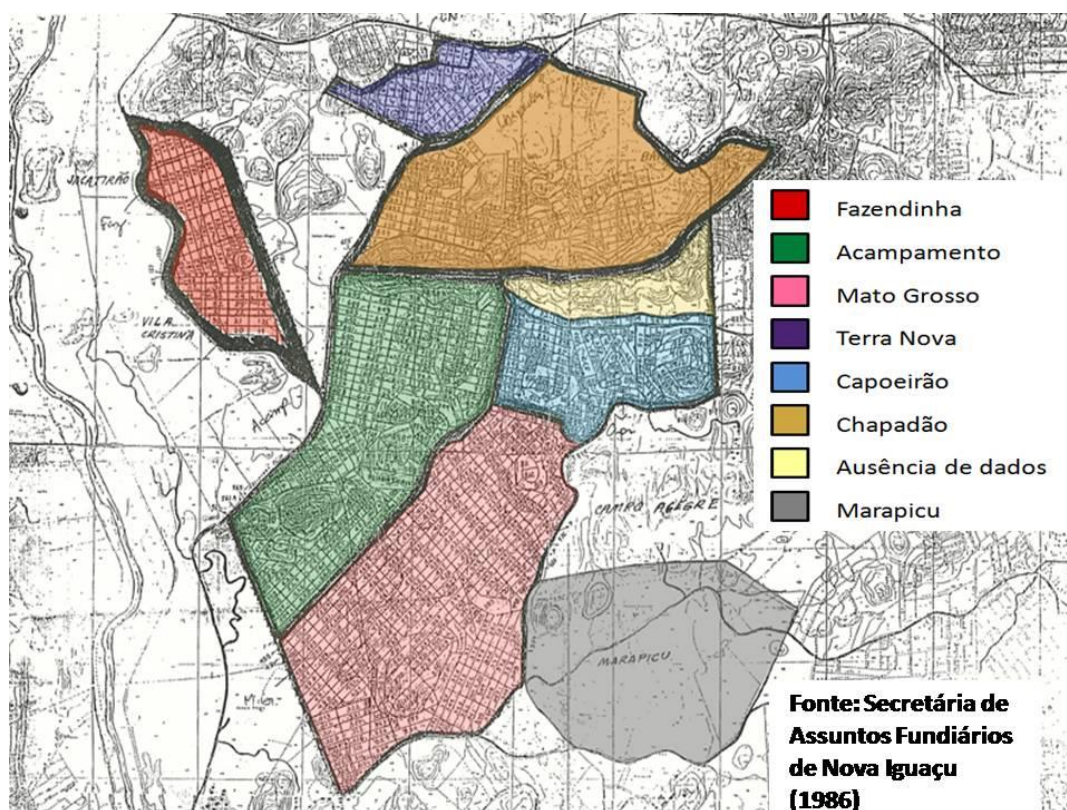 JACATIRÃO
VILA
CRISTINA
CAMPO ALEGRE
MARAPICU
Fazendinha
Acampamento
Mato Grosso
Terra Nova
Capoeirão
Chapadão
Ausência de dados
Marapicu
Fonte: Secretária de
Assuntos Fundiários
de Nova Iguaçu
(1986)